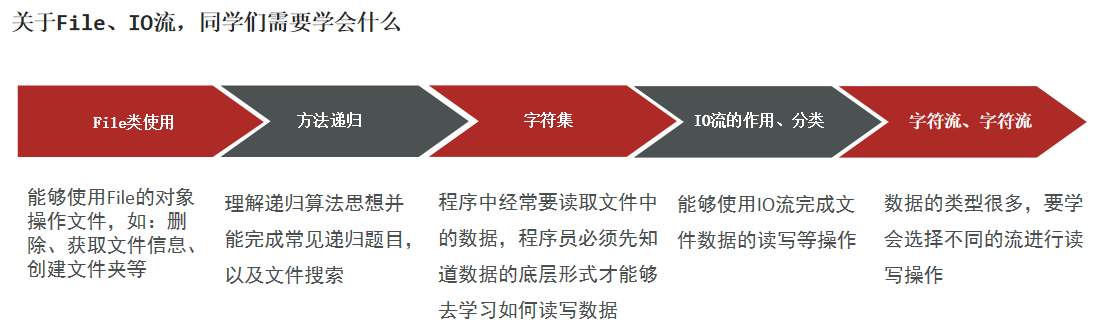 关于File、IO流，同学们需要学会什么
File类使用
方法递归
字符集
IO流的作用、分类
字符流、字符流
能够使用File的对象
操作文件，如：删
除、获取文件信息、
创建文件夹等
理解递归算法思想并
能完成常见递归题目，
以及文件搜索
程序中经常要读取文件中
的数据，程序员必须先知
道数据的底层形式才能够
去学习如何读写数据
能够使用IO流完成文
件数据的读写等操作
数据的类型很多，要学
会选择不同的流进行读
写操作